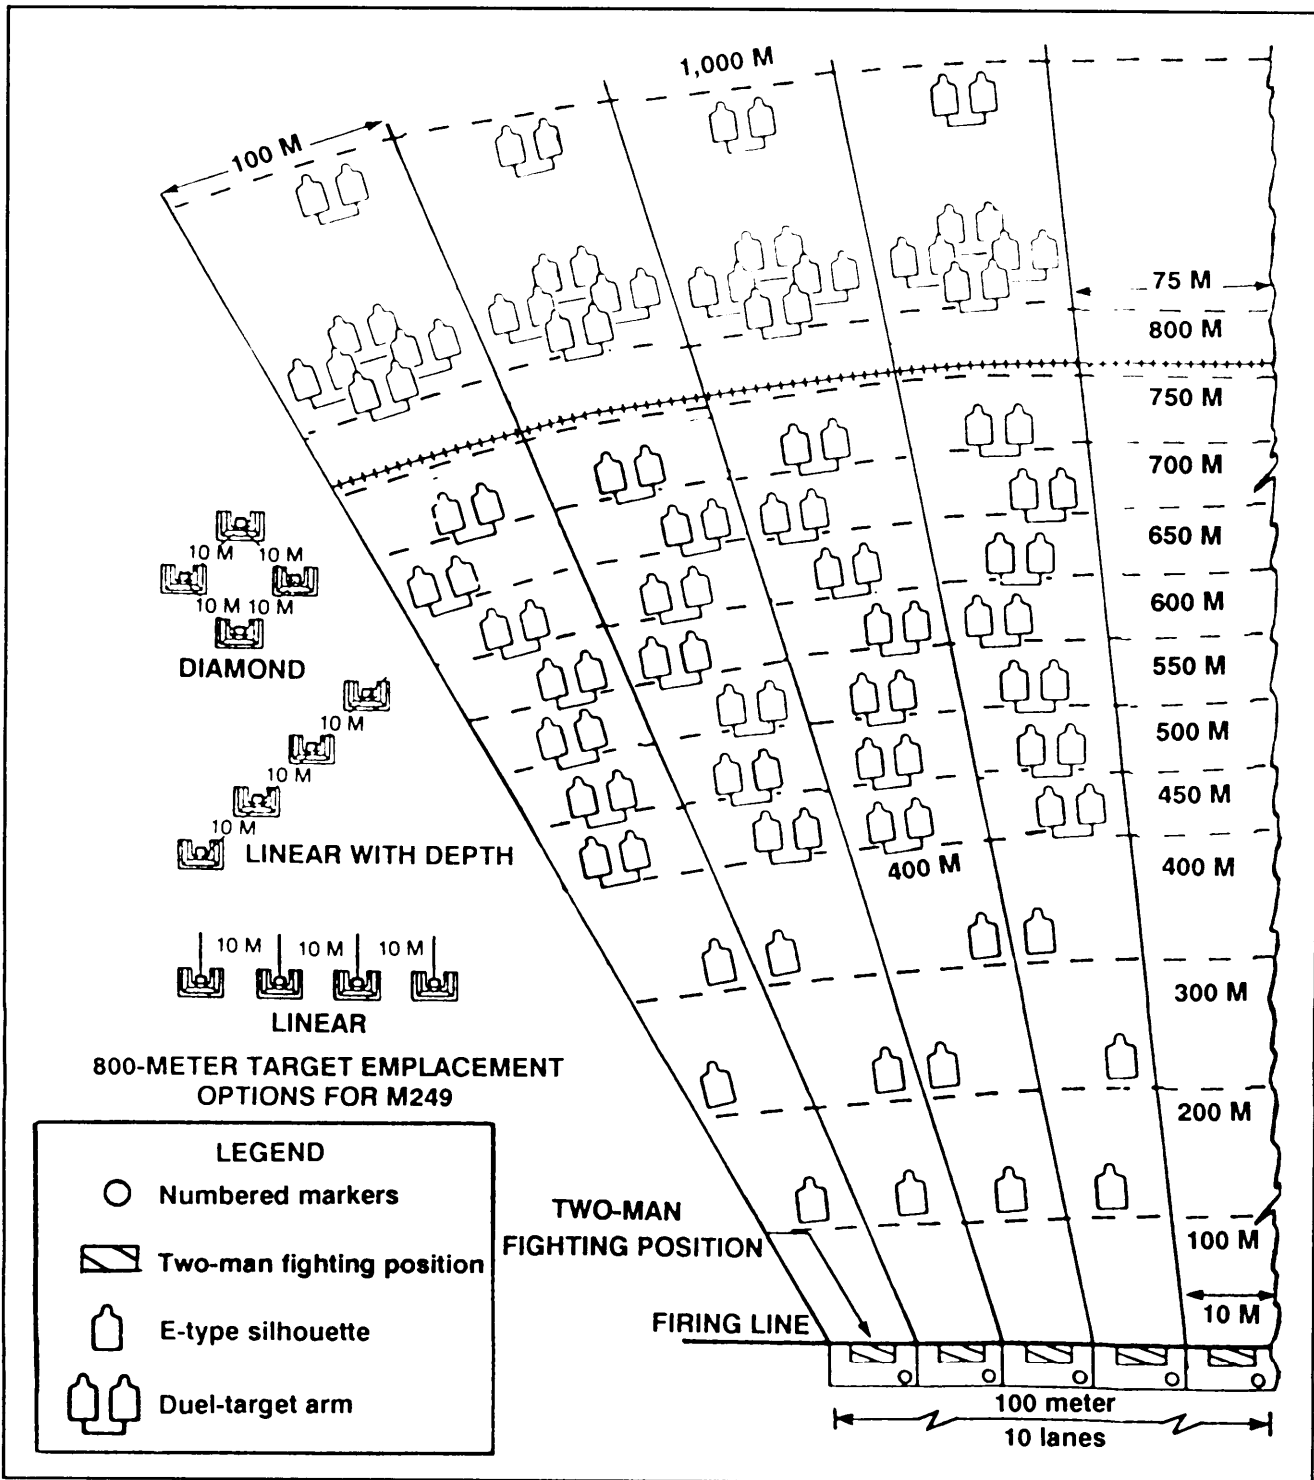 1,000 M
100 M
75 M
800 M
750 M
700 M
650 M
600 M
550 M
500 M
450 M
400 M
400 M
300 M
200 M
100 M
10 M
10 M 10 M
10 M 10 M
DIAMOND
10 M
10 M
10 M
LINEAR WITH DEPTH
10 M 10 M 10 M
LINEAR
800-METER TARGET EMPLACEMENT
OPTIONS FOR M249
LEGEND
Numbered markers
Two-man fighting position
E-type silhouette
Duel-target arm
TWO-MAN
FIGHTING POSITION
FIRING LINE
100 meter
10 lanes